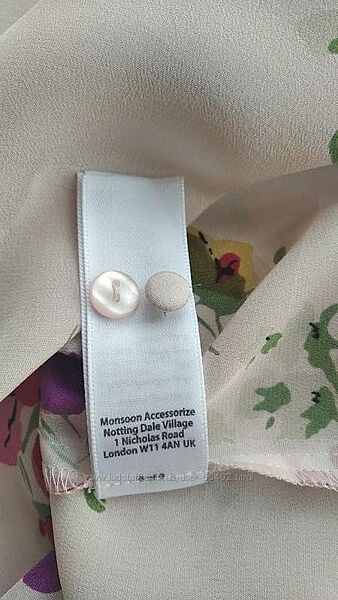 Monsoon Accessorize
Notting Dale Village
1 Nicholas Road
London W11 4AN UK